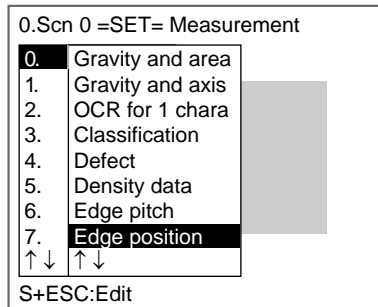 0.Scn 0 =SET= Measurement
0. Gravity and area
1. Gravity and axis
2. OCR for 1 chara
3. Classification
4. Defect
5. Density data
6. Edge pitch
7. Edge position
↑↓ ↑↓
S+ESC:Edit